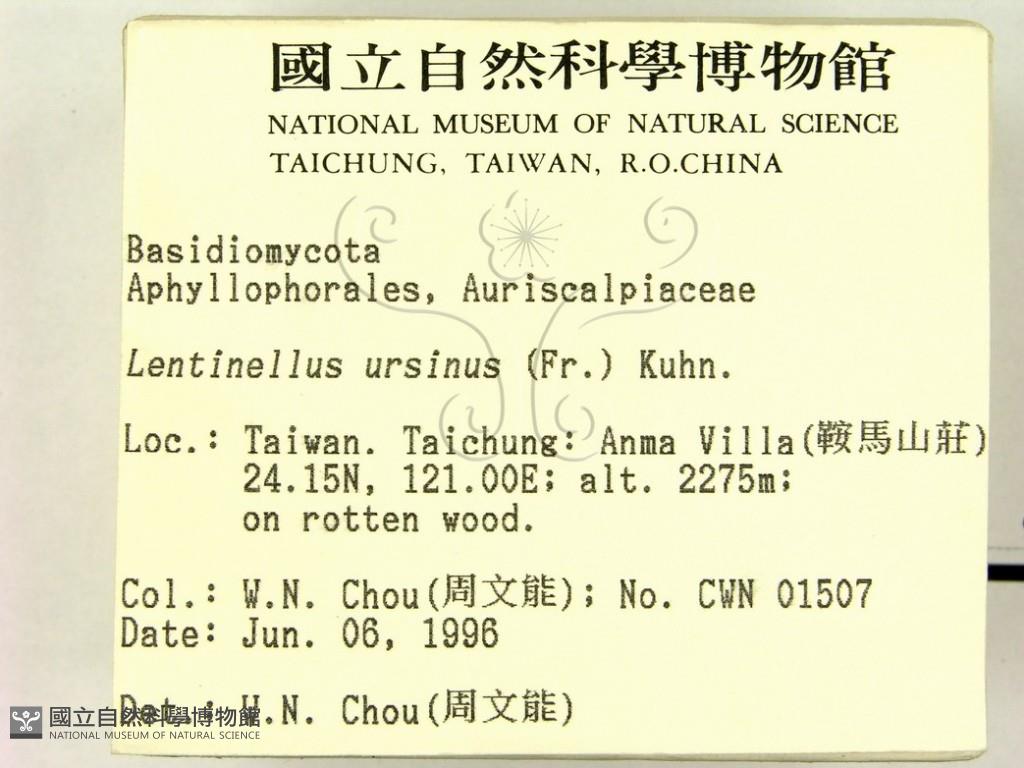 國立自然科學博物館
NATIONAL MUSEUM OF NATURAL SCIENCE
TAICHUNG, TAIWAN, R.O.CHINA
Basidiomycota
Aphyllophorales, Auriscalpiaceae
Lentinellus ursinus (Fr.) Kuhn.
Loc.: Taiwan. Taichung: Anma Villa(鞍馬山莊)
24.15N, 121.00E; alt. 2275m;
on rotten wood.
Col.: W.N. Chou(周文能); No. CWN 01507
Date: Jun. 06, 1996
Det.: W.N. Chou(周文能)
國立自然科學博物館
NATIONAL MUSEUM OF NATURAL SCIENCE